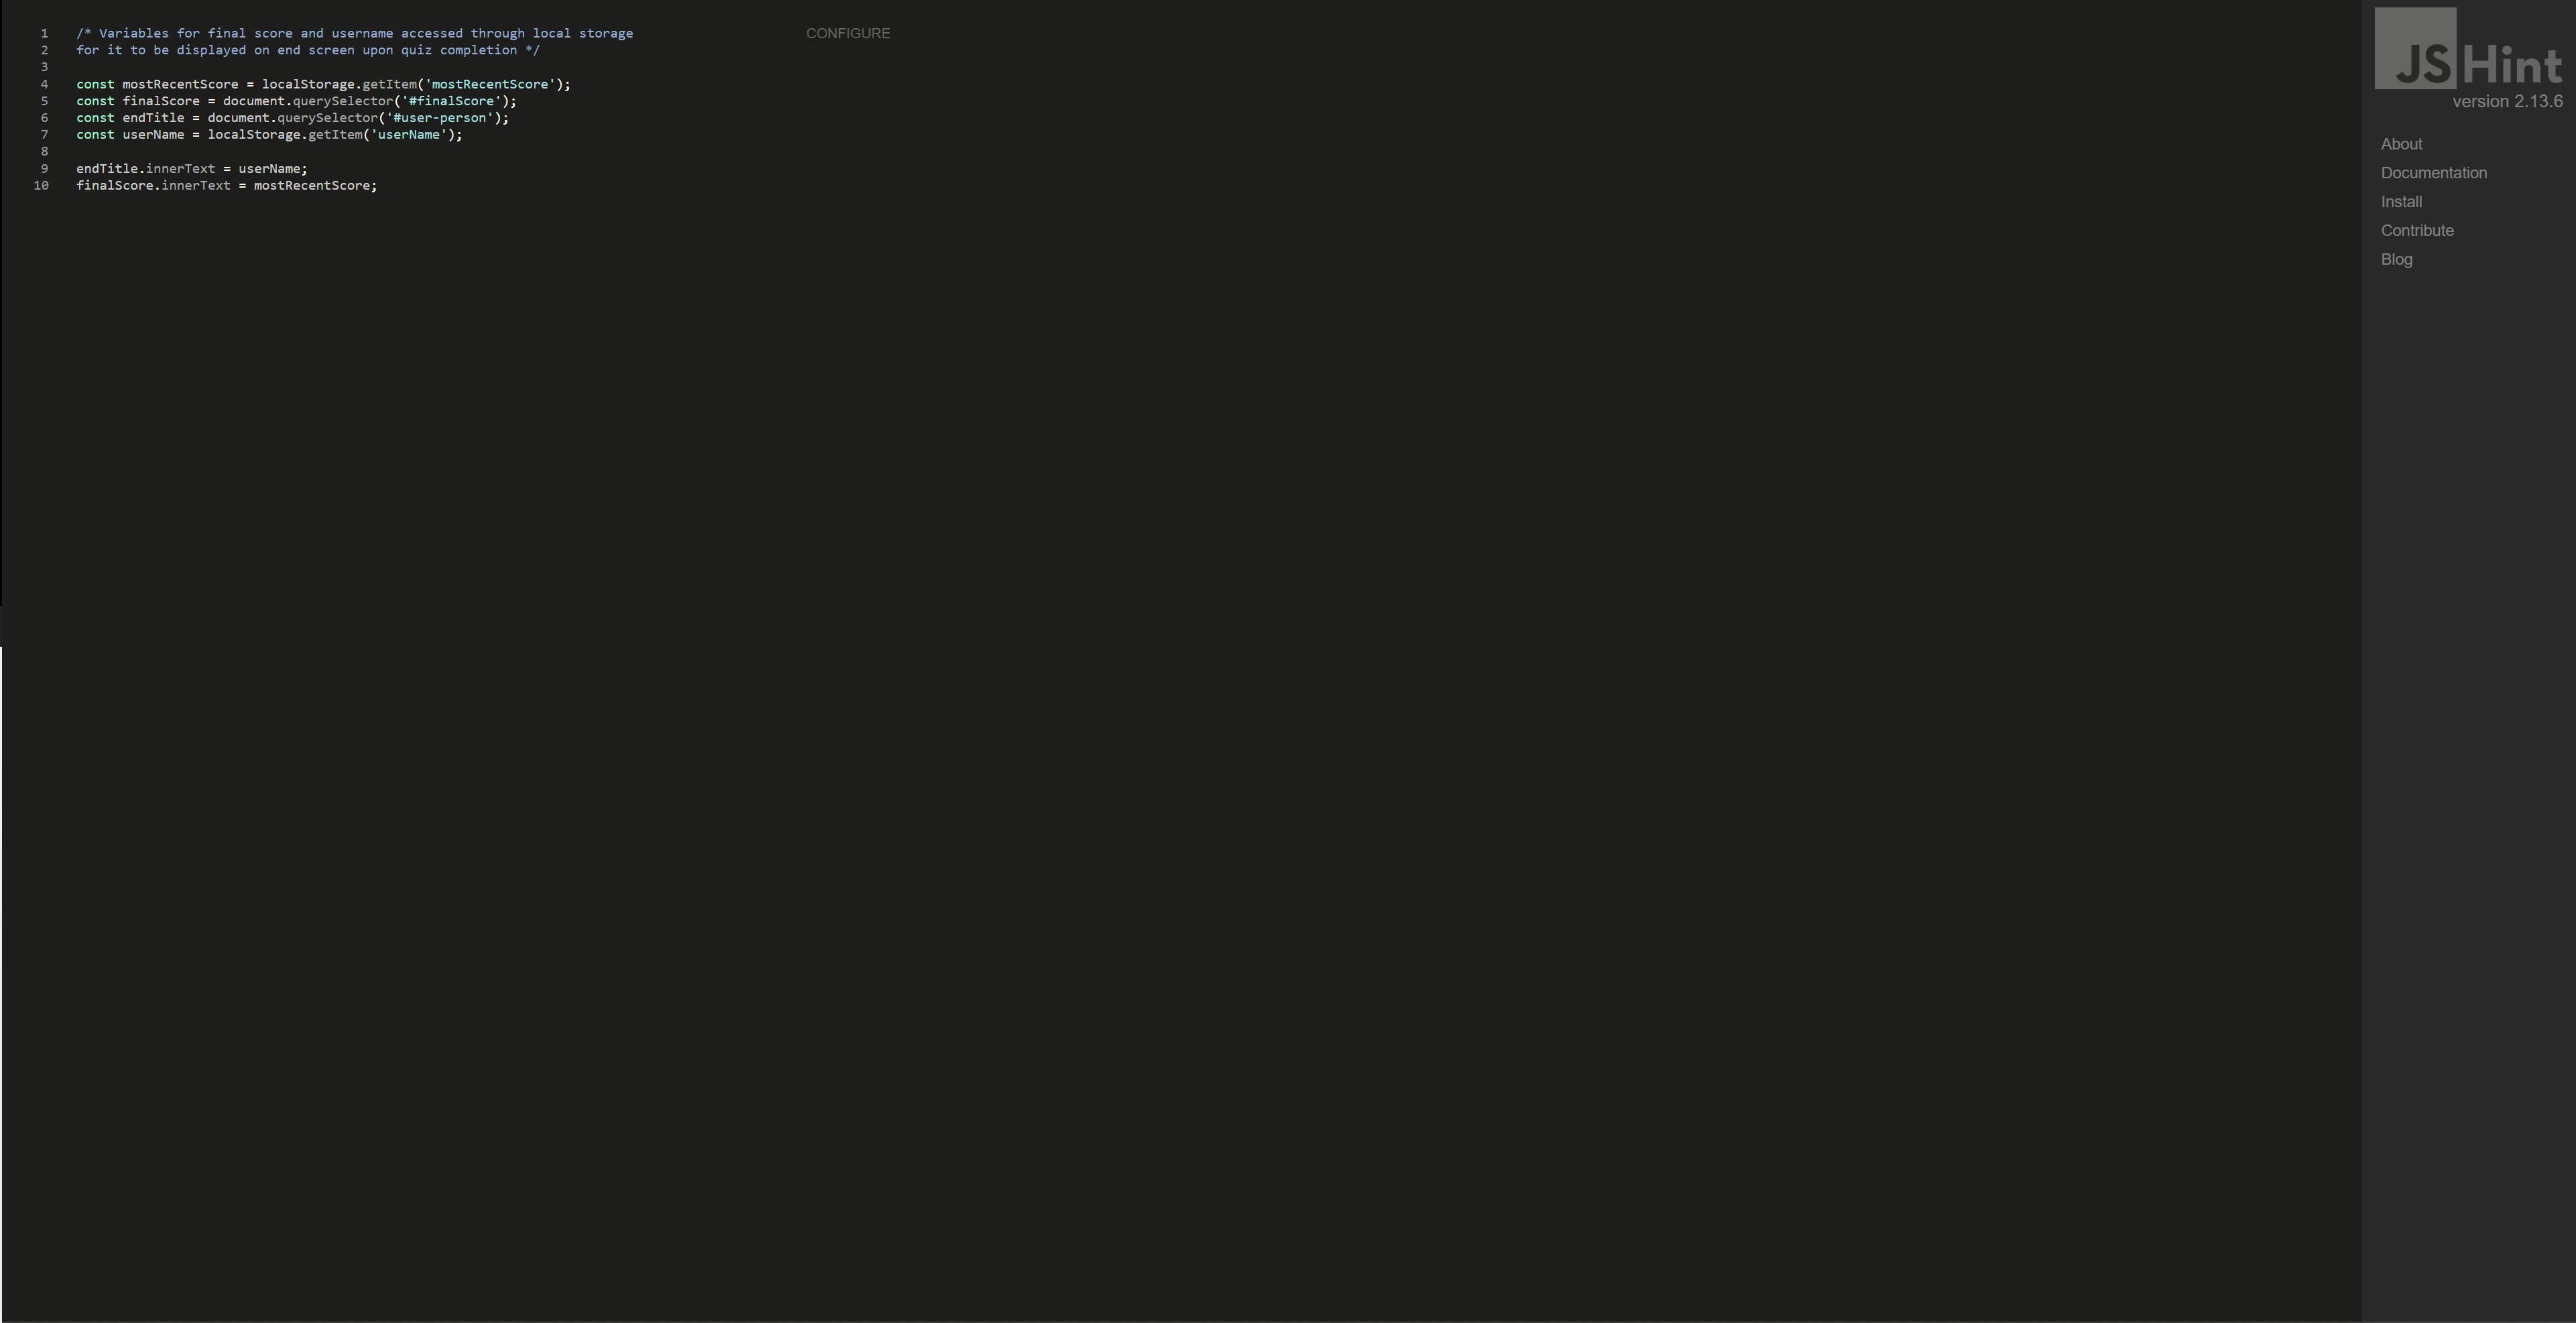 1 /* Variables for final score and username accessed through local storage
2 for it to be displayed on end screen upon quiz completion */
3
4 const mostRecentScore = localStorage.getItem('mostRecentScore');
5 const finalScore = document.querySelector('#finalScore');
6 const endTitle = document.querySelector('#user-person');
7 const userName = localStorage.getItem('userName');
8
9 endTitle.innerText = userName;
10 finalScore.innerText = mostRecentScore;
CONFIGURE
JSHint
version 2.13.6
About
Documentation
Install
Contribute
Blog